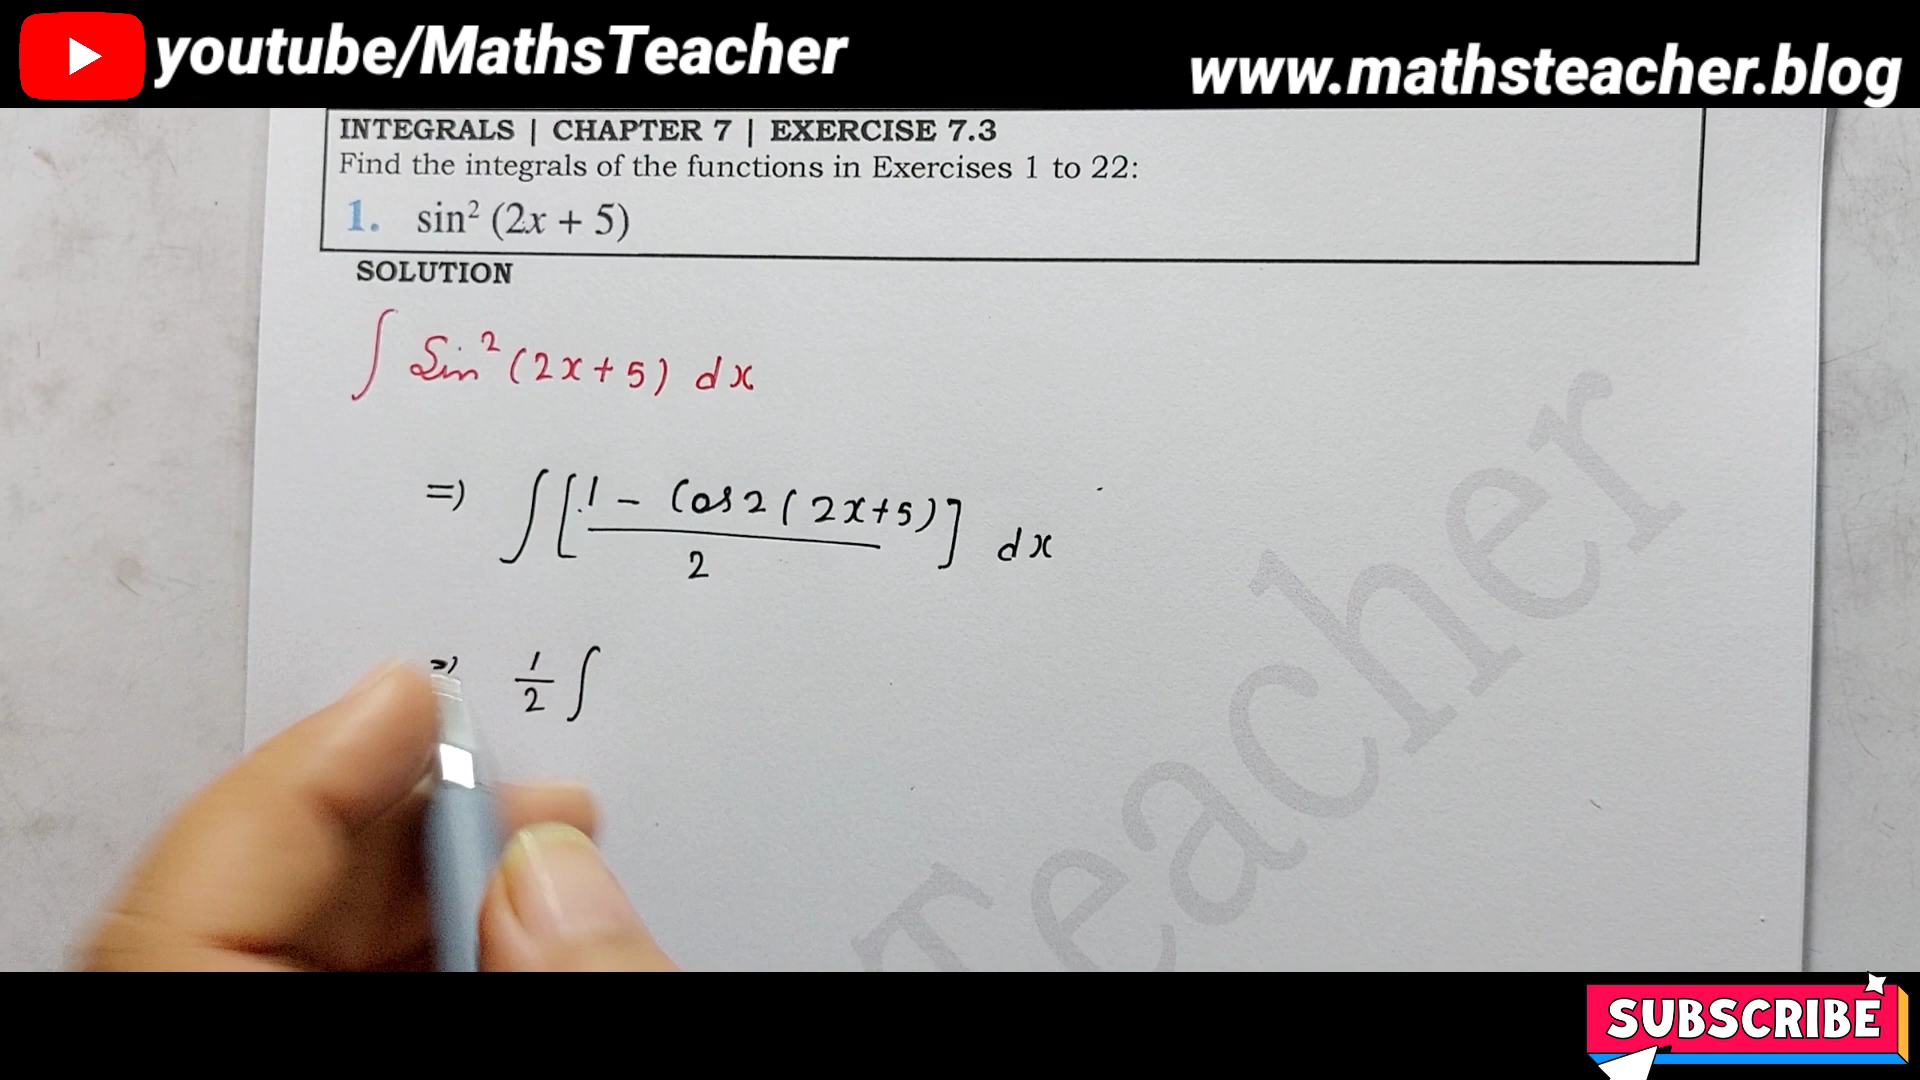 youtube/MathsTeacher
www.mathsteacher.blog
INTEGRALS | CHAPTER 7 | EXERCISE 7.3
Find the integrals of the functions in Exercises 1 to 22:
1. sin² (2x + 5)
SOLUTION
∫ Sin² (2x+5) dx
=) ∫ [1 - Cos 2 (2x+5) / 2] dx
=) 1/2 ∫
Teacher
SUBSCRIBE